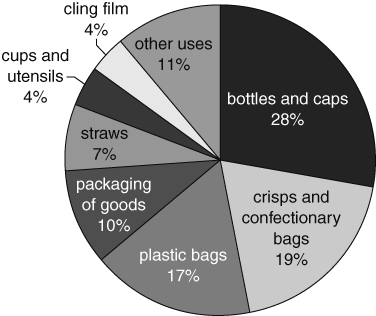 cling film
4%
other uses
11%
cups and
utensils
4%
bottles and caps
28%
straws
7%
packaging
of goods
10%
crisps and
confectionary
bags
19%
plastic bags
17%